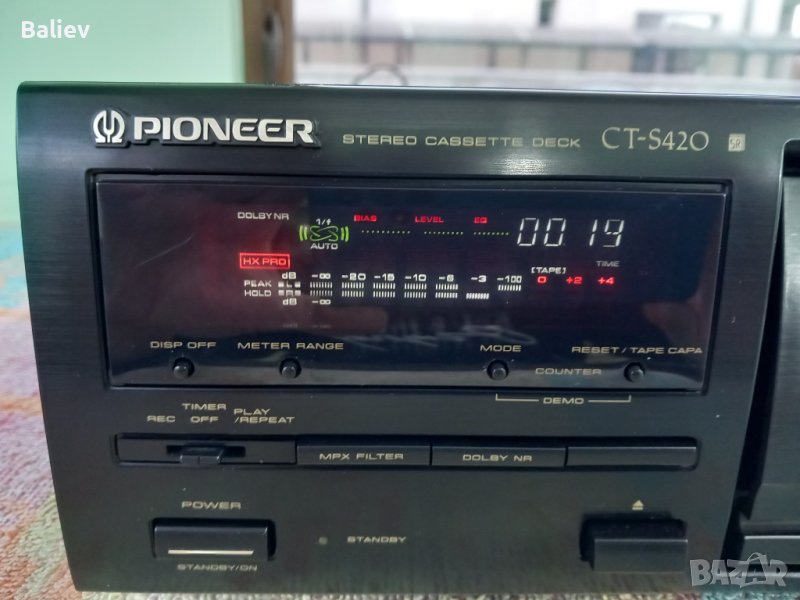 Baliev
PIONEER STEREO CASSETTE DECK CT-S420 SR
DOLBY NR
1/f
AUTO
BIAS LEVEL EQ
00 19
TIME
HX PRO
[TAPE]
0 +2 +4
dB -∞ -20 -15 -10 -6 -3
PEAK L
HOLD R
dB -∞
DISP OFF METER RANGE MODE RESET / TAPE CAPA
COUNTER
DEMO
TIMER
REC OFF PLAY /REPEAT
MPX FILTER DOLBY NR
POWER
STANDBY
STANDBY/ON
BAZAR